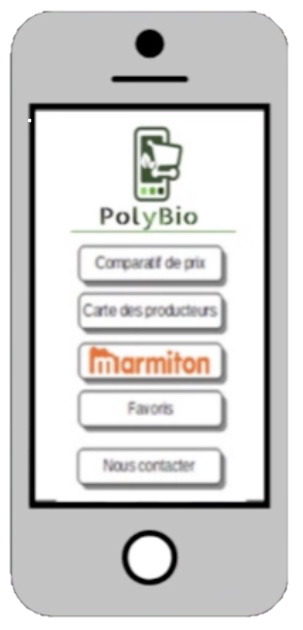 PolyBio
Comparatif de prix
Carte des producteurs
marmiton
Favoris
Nous contacter